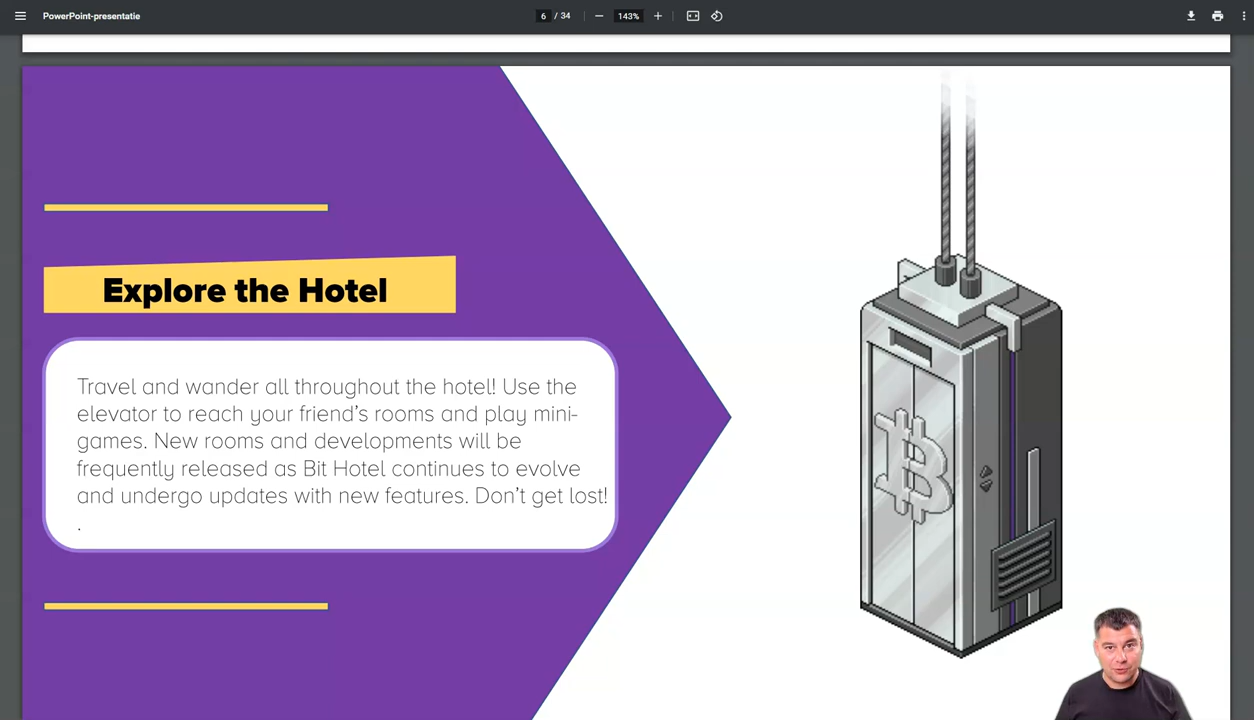 PowerPoint-presentatie
6 / 34
143%
Explore the Hotel
Travel and wander all throughout the hotel! Use the
elevator to reach your friend’s rooms and play mini-
games. New rooms and developments will be
frequently released as Bit Hotel continues to evolve
and undergo updates with new features. Don’t get lost!
.